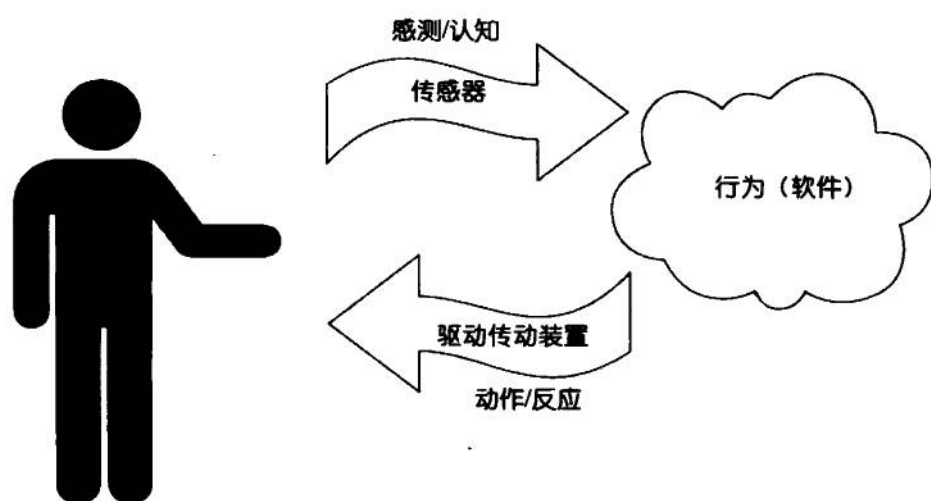 感测/认知
传感器
行为（软件）
驱动传动装置
动作/反应